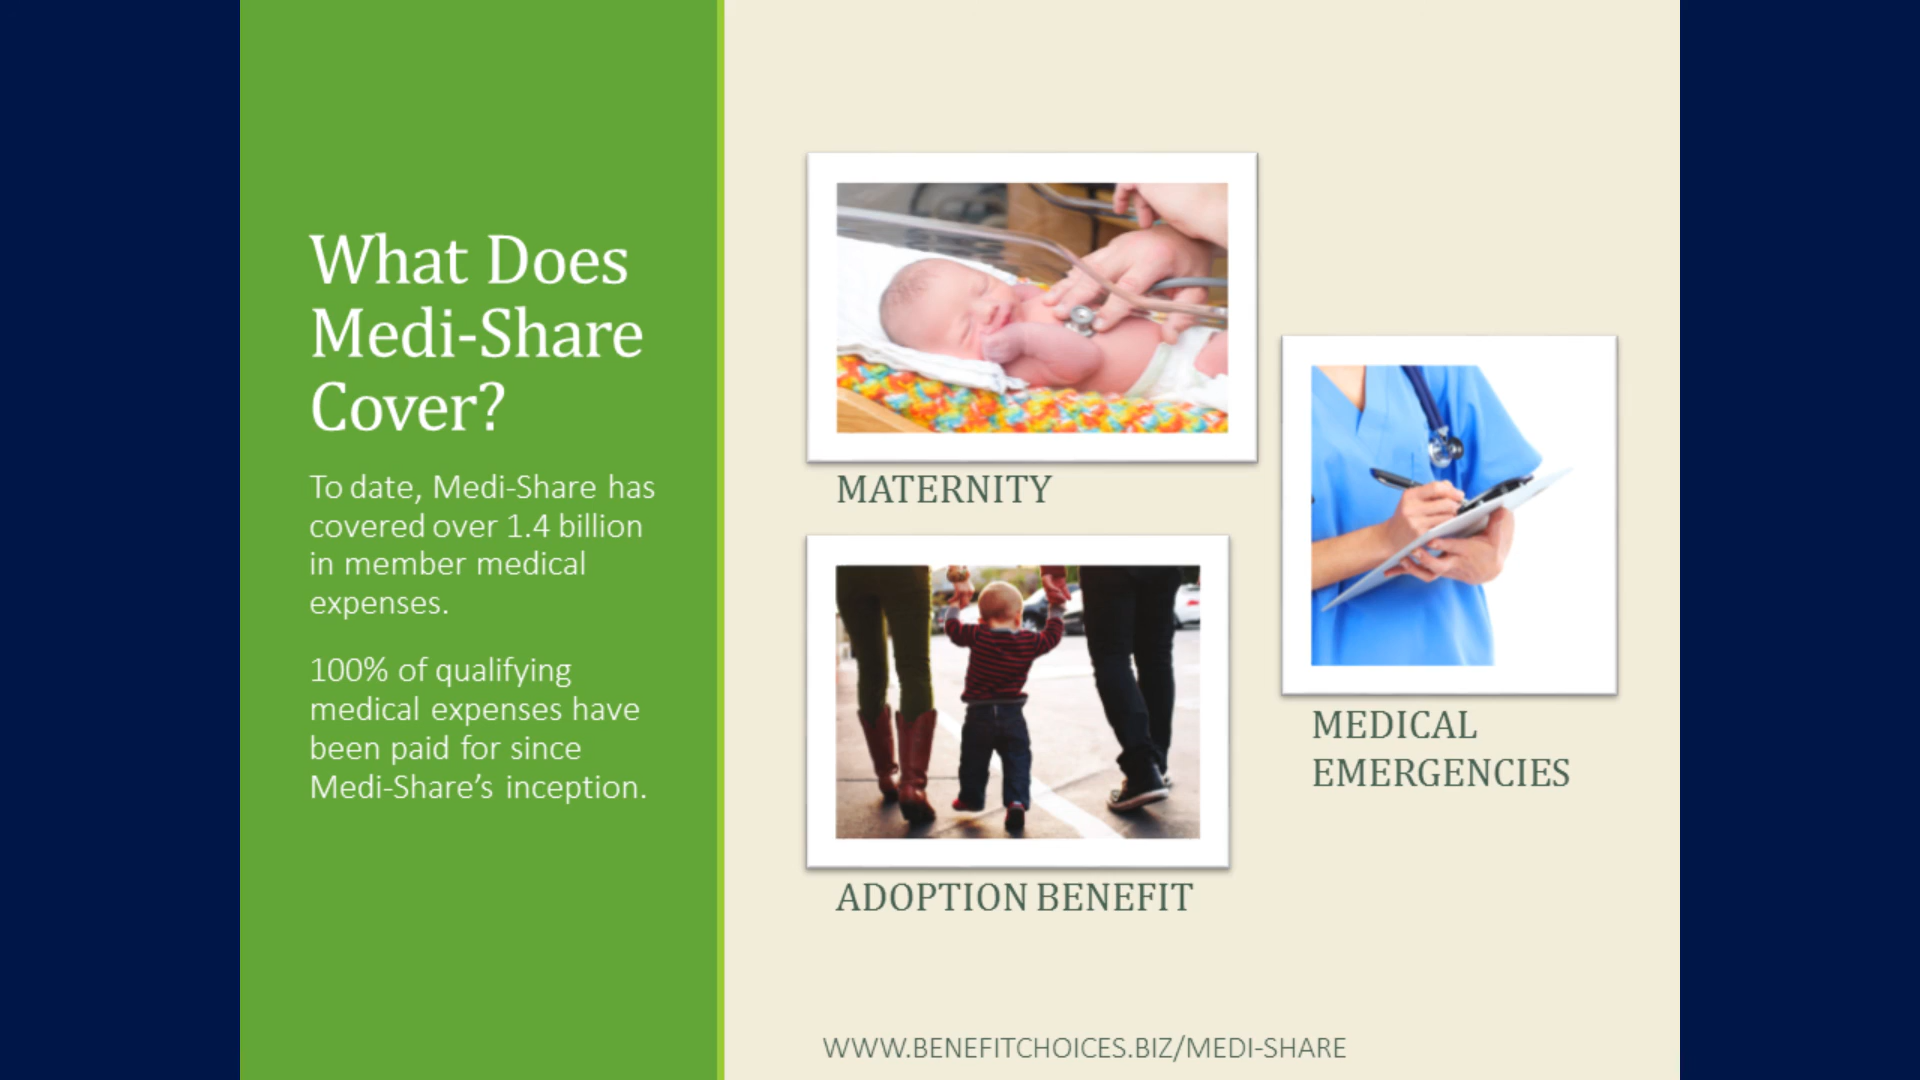 What Does
Medi-Share
Cover?
To date, Medi-Share has
covered over 1.4 billion
in member medical
expenses.
100% of qualifying
medical expenses have
been paid for since
Medi-Share’s inception.
MATERNITY
MEDICAL
EMERGENCIES
ADOPTION BENEFIT
WWW.BENEFITCHOICES.BIZ/MEDI-SHARE